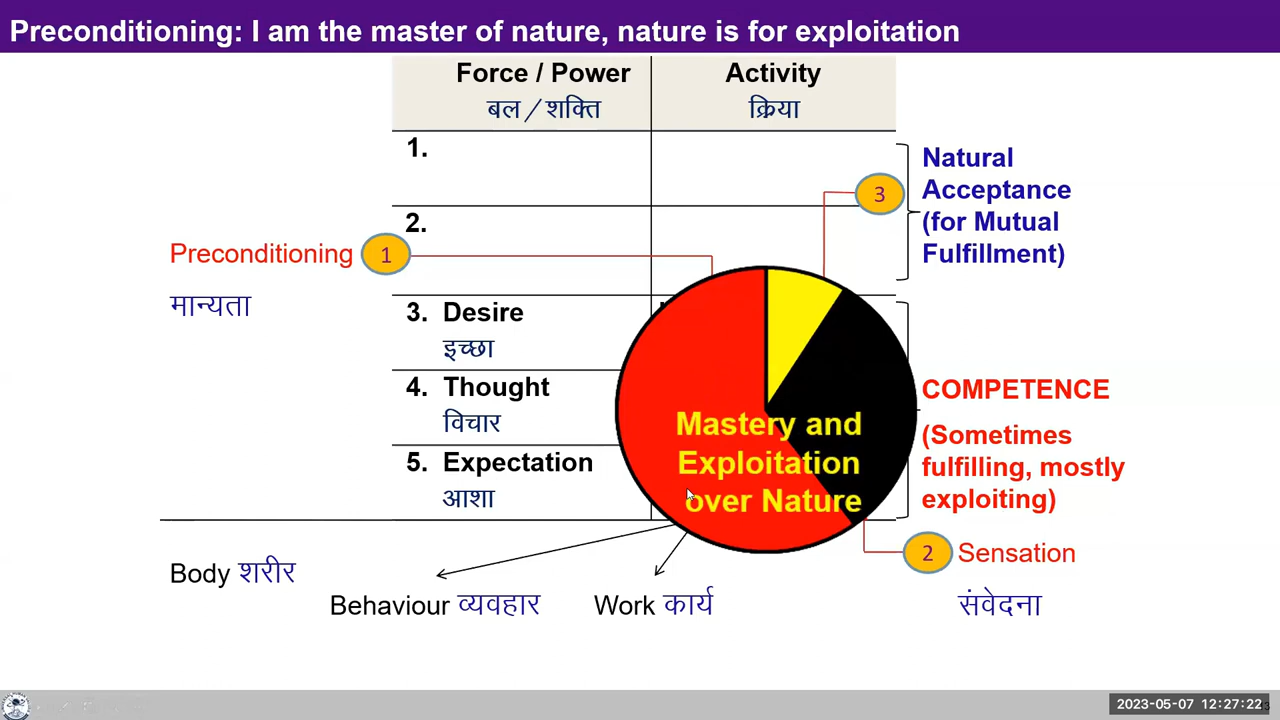 Preconditioning: I am the master of nature, nature is for exploitation
Force / Power
Activity
बल / शक्ति
क्रिया
1.
Natural
Acceptance
(for Mutual
Fulfillment)
3
2.
Preconditioning
1
मान्यता
3. Desire
इच्छा
4. Thought
विचार
5. Expectation
आशा
Mastery and
Exploitation
over Nature
COMPETENCE
(Sometimes
fulfilling, mostly
exploiting)
2
Sensation
संवेदना
Body शरीर
Behaviour व्यवहार
Work कार्य
2023-05-07 12:27:22